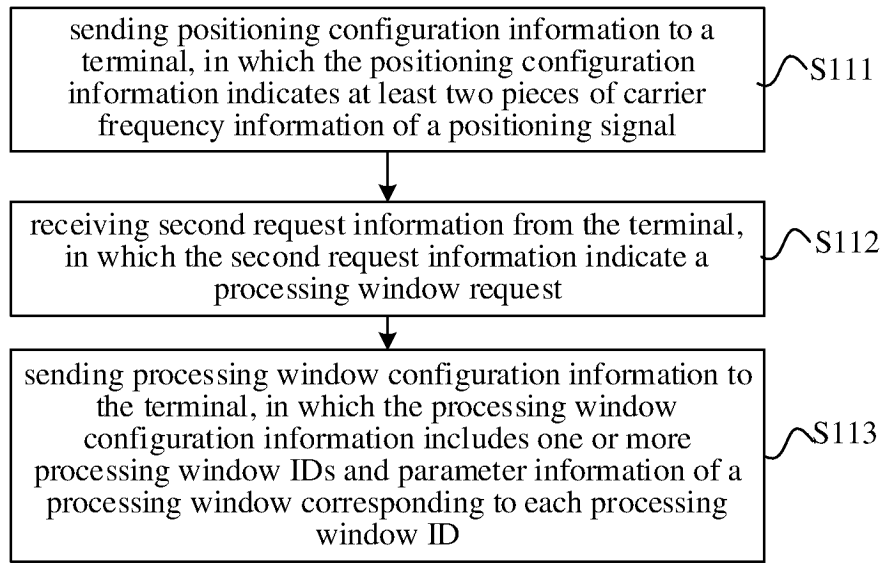 sending positioning configuration information to a
terminal, in which the positioning configuration
information indicates at least two pieces of carrier
frequency information of a positioning signal
S111
receiving second request information from the terminal,
in which the second request information indicate a
processing window request
S112
sending processing window configuration information to
the terminal, in which the processing window
configuration information includes one or more
processing window IDs and parameter information of a
processing window corresponding to each processing
window ID
S113